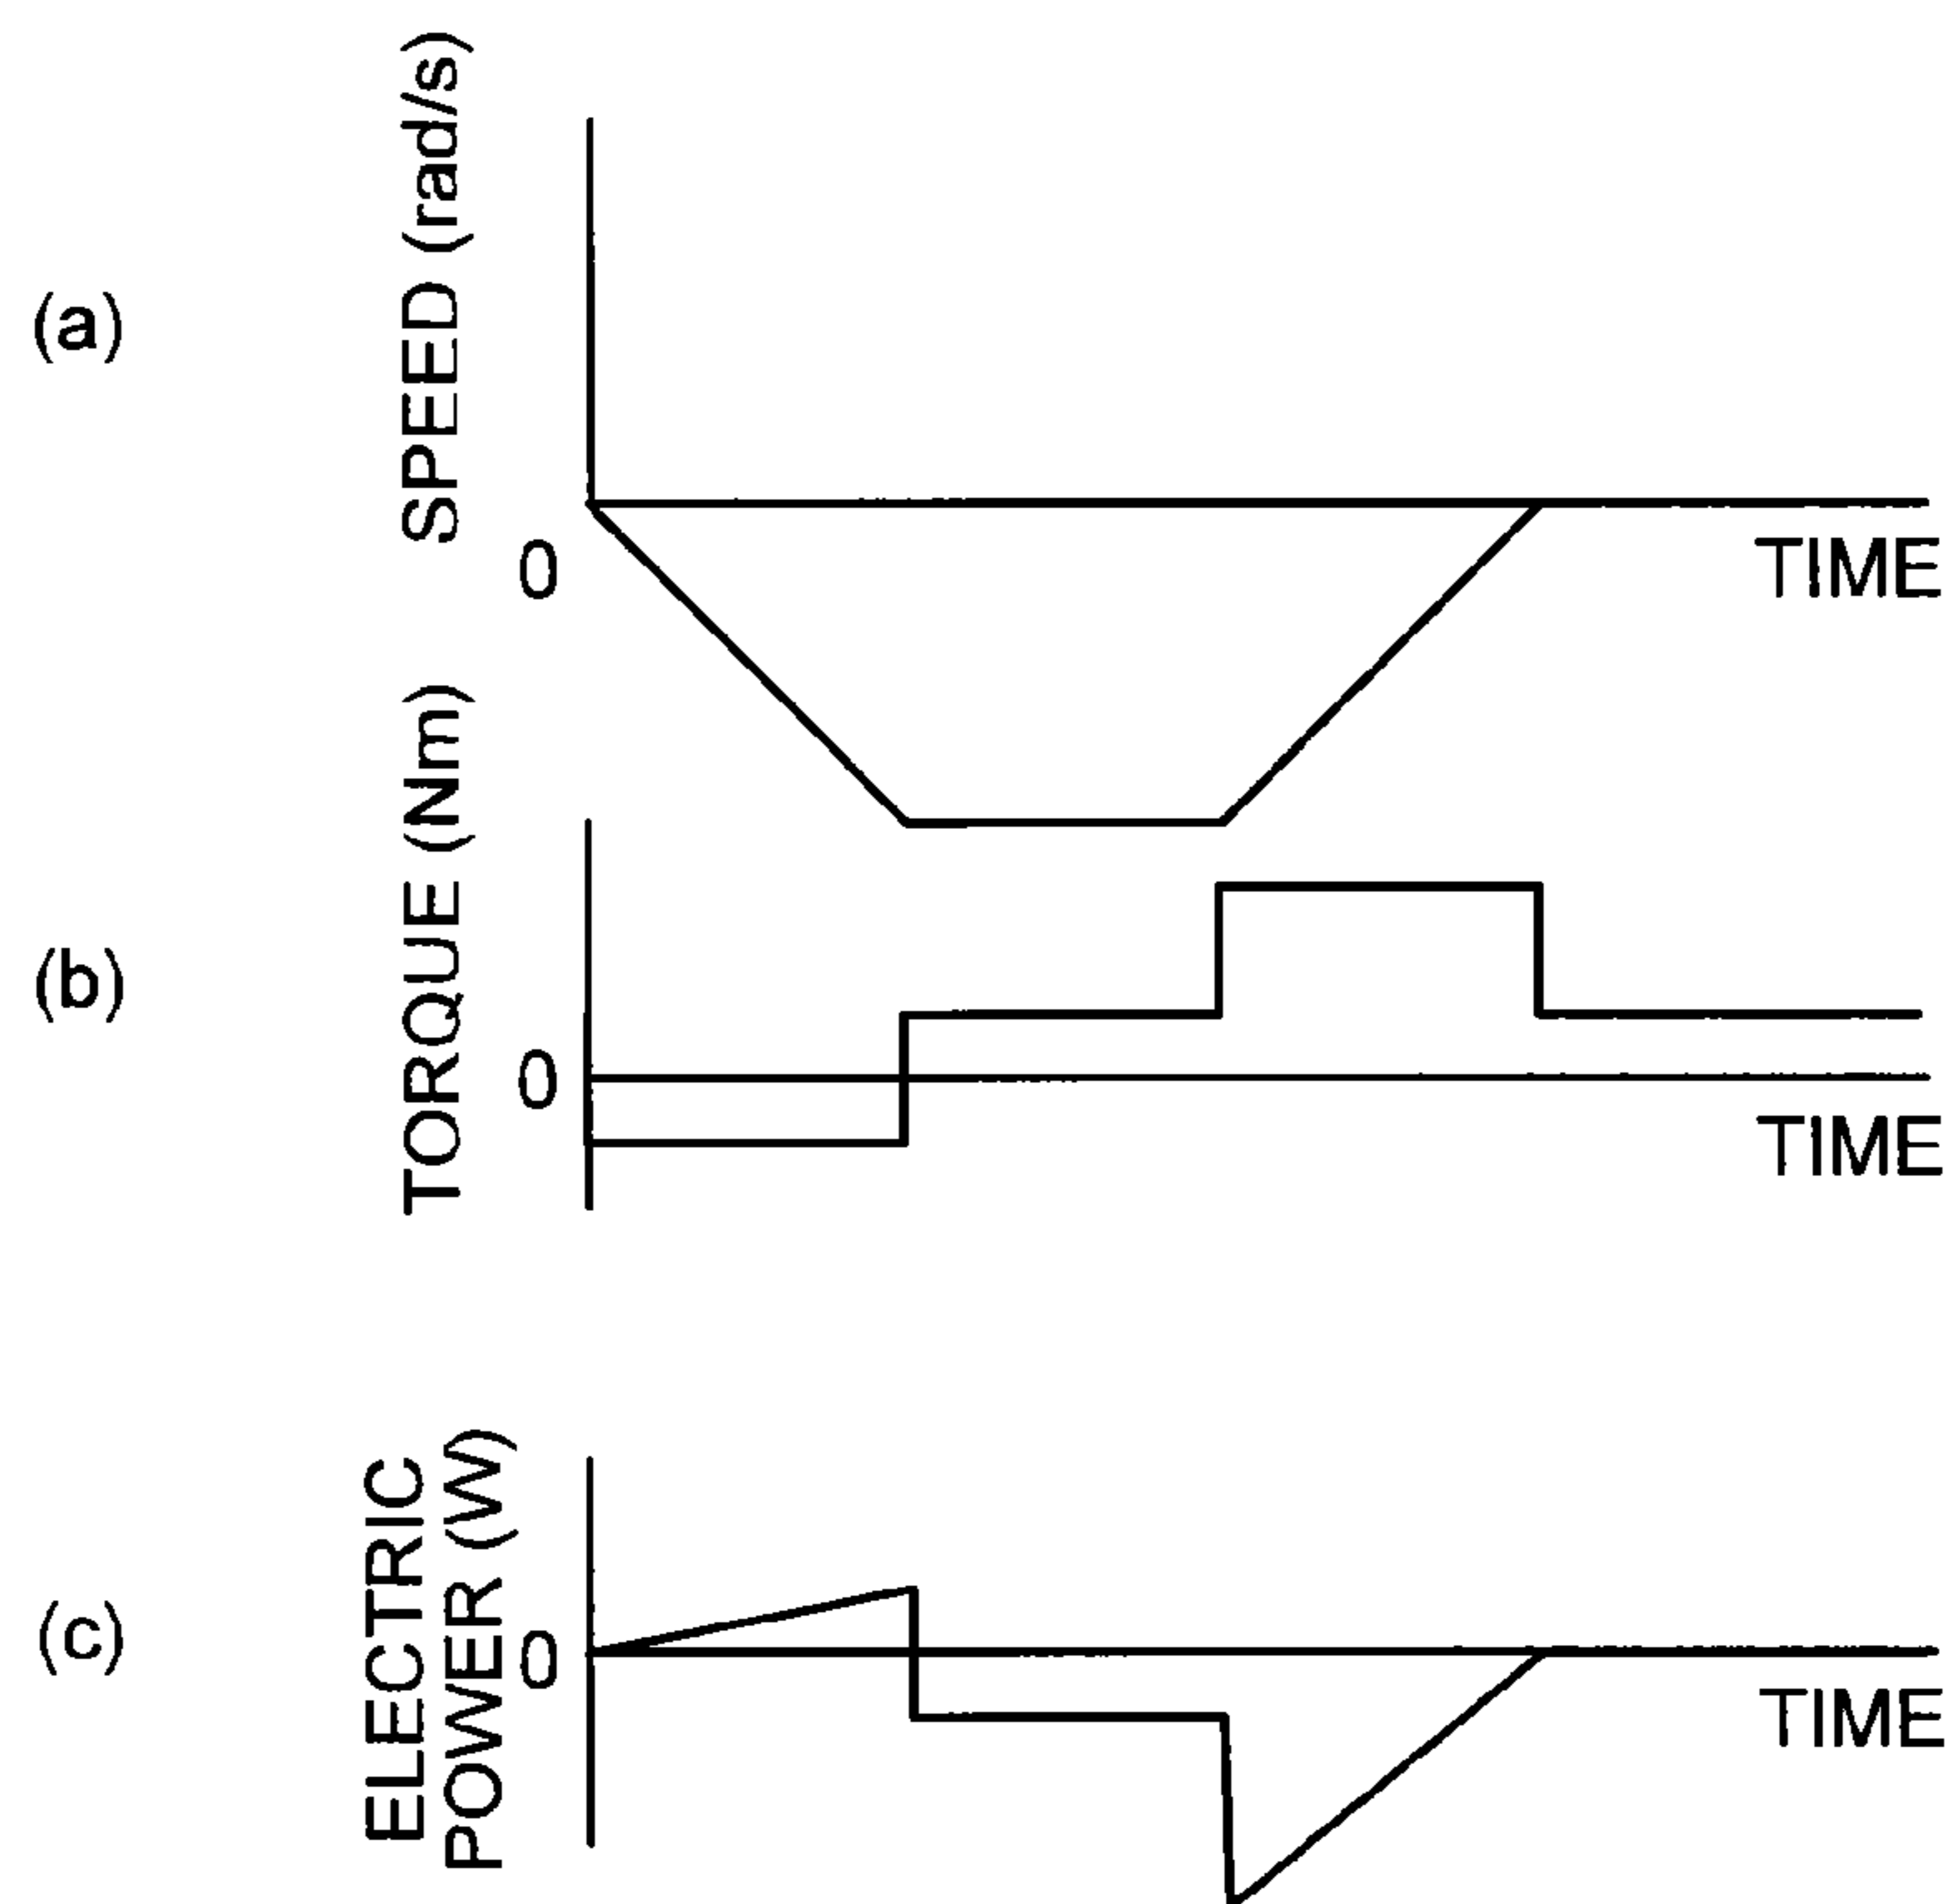 (a)
SPEED (rad/s)
0
TIME
(b)
TORQUE (Nm)
0
TIME
(c)
ELECTRIC
POWER (W)
0
TIME